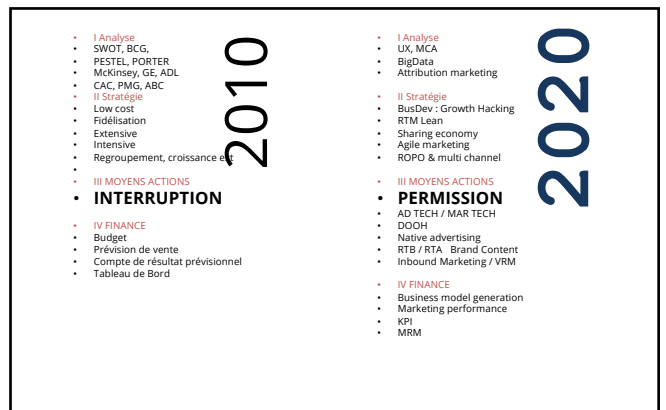 2010
• I Analyse
• SWOT, BCG,
• PESTEL, PORTER
• McKinsey, GE, ADL
• CAC, PMG, ABC
• II Stratégie
• Low cost
• Fidélisation
• Extensive
• Intensive
• Regroupement, croissance ext
•
• III MOYENS ACTIONS
• INTERRUPTION
• IV FINANCE
• Budget
• Prévision de vente
• Compte de résultat prévisionnel
• Tableau de Bord
2020
• I Analyse
• UX, MCA
• BigData
• Attribution marketing
• II Stratégie
• BusDev : Growth Hacking
• RTM Lean
• Sharing economy
• Agile marketing
• ROPO & multi channel
• III MOYENS ACTIONS
• PERMISSION
• AD TECH / MAR TECH
• DOOH
• Native advertising
• RTB / RTA Brand Content
• Inbound Marketing / VRM
• IV FINANCE
• Business model generation
• Marketing performance
• KPI
• MRM